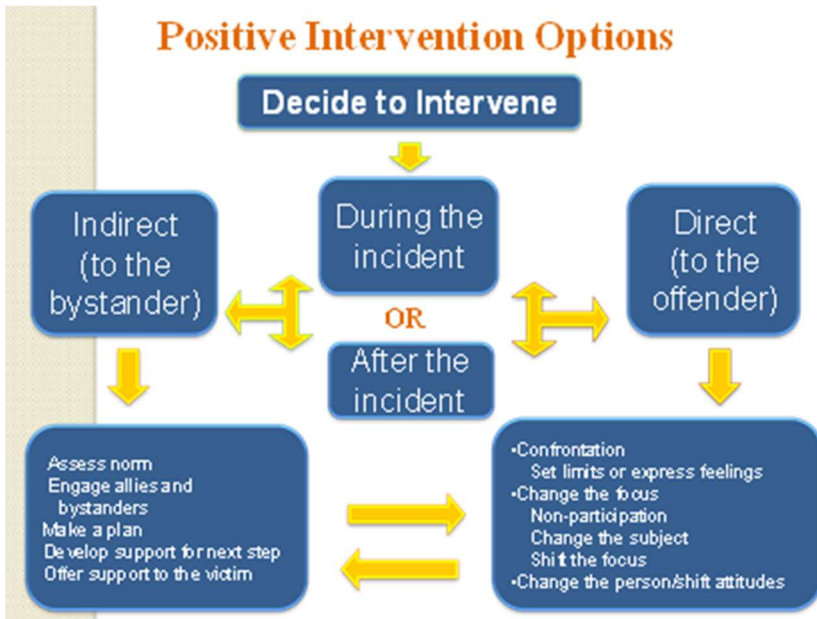 Positive Intervention Options
Decide to Intervene
Indirect
(to the
bystander)
During the
incident
OR
After the
incident
Direct
(to the
offender)
Assess norm
Engage allies and
bystanders
Make a plan
Develop support for next step
Offer support to the victim
•Confrontation
Set limits or express feelings
•Change the focus
Non-participation
Change the subject
Shift the focus
•Change the person/shift attitudes